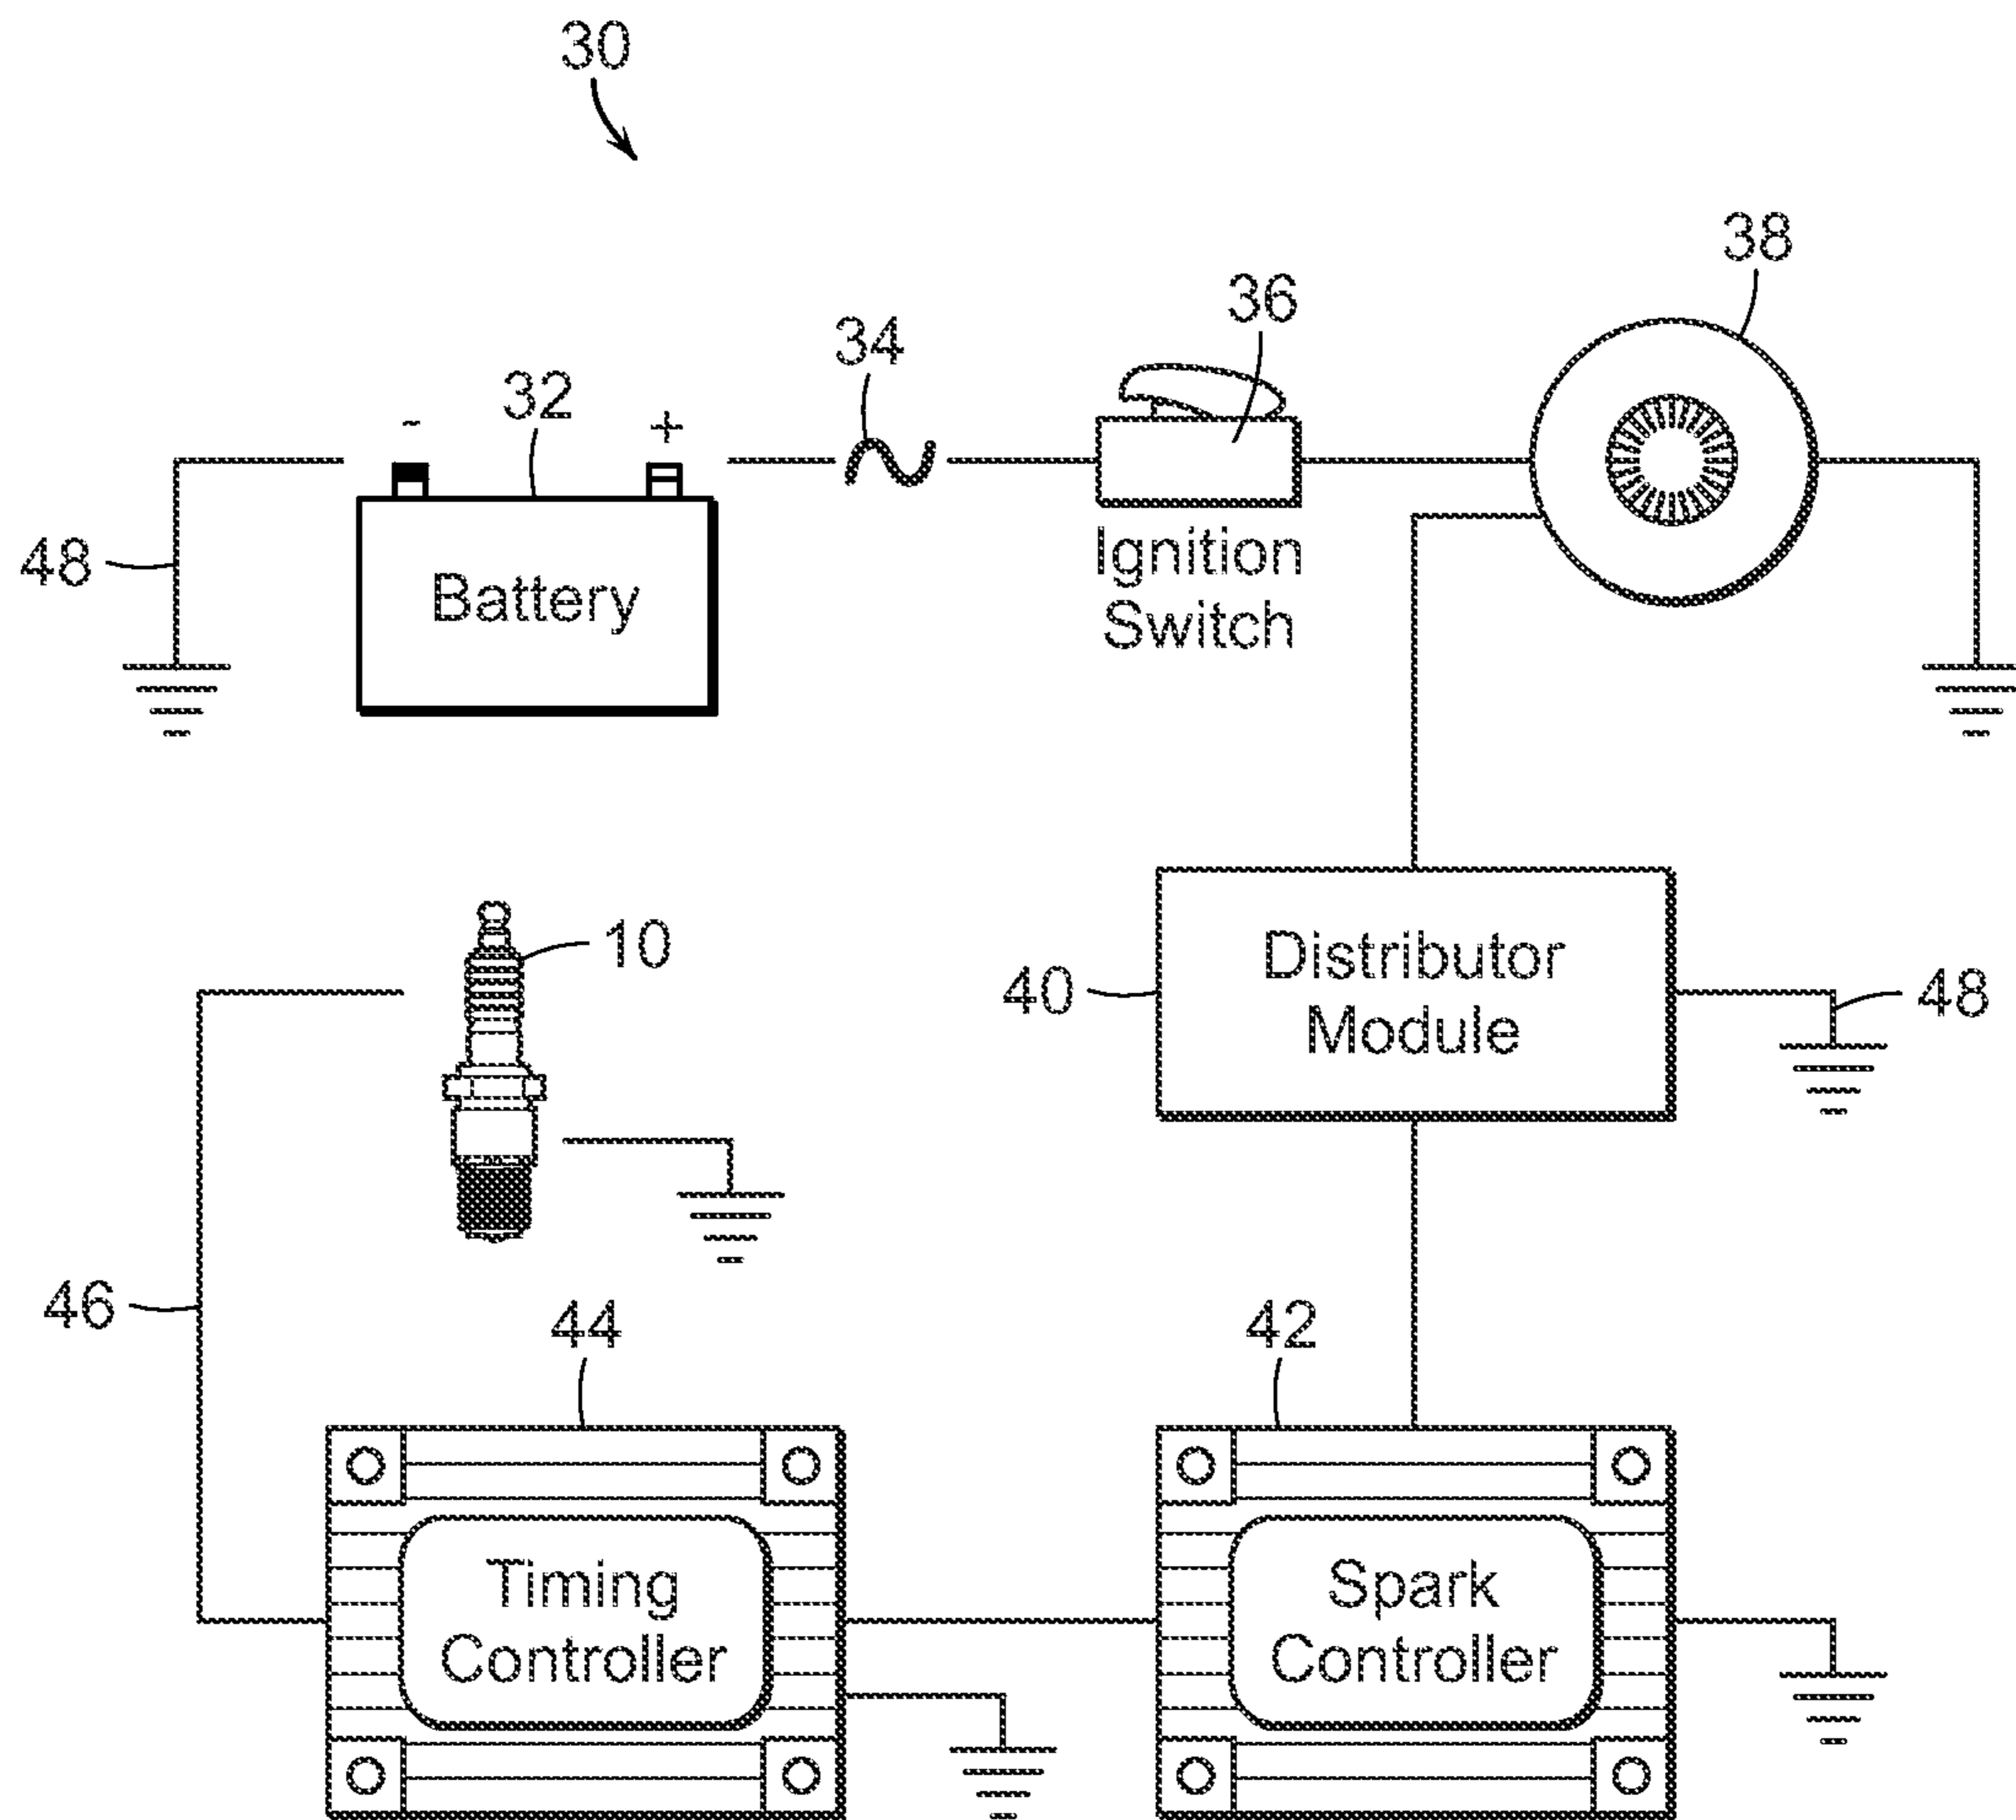 30
38
36
34
32
- +
48
Battery
Ignition
Switch
10
40
Distributor
Module
48
46
44
42
Timing
Controller
Spark
Controller